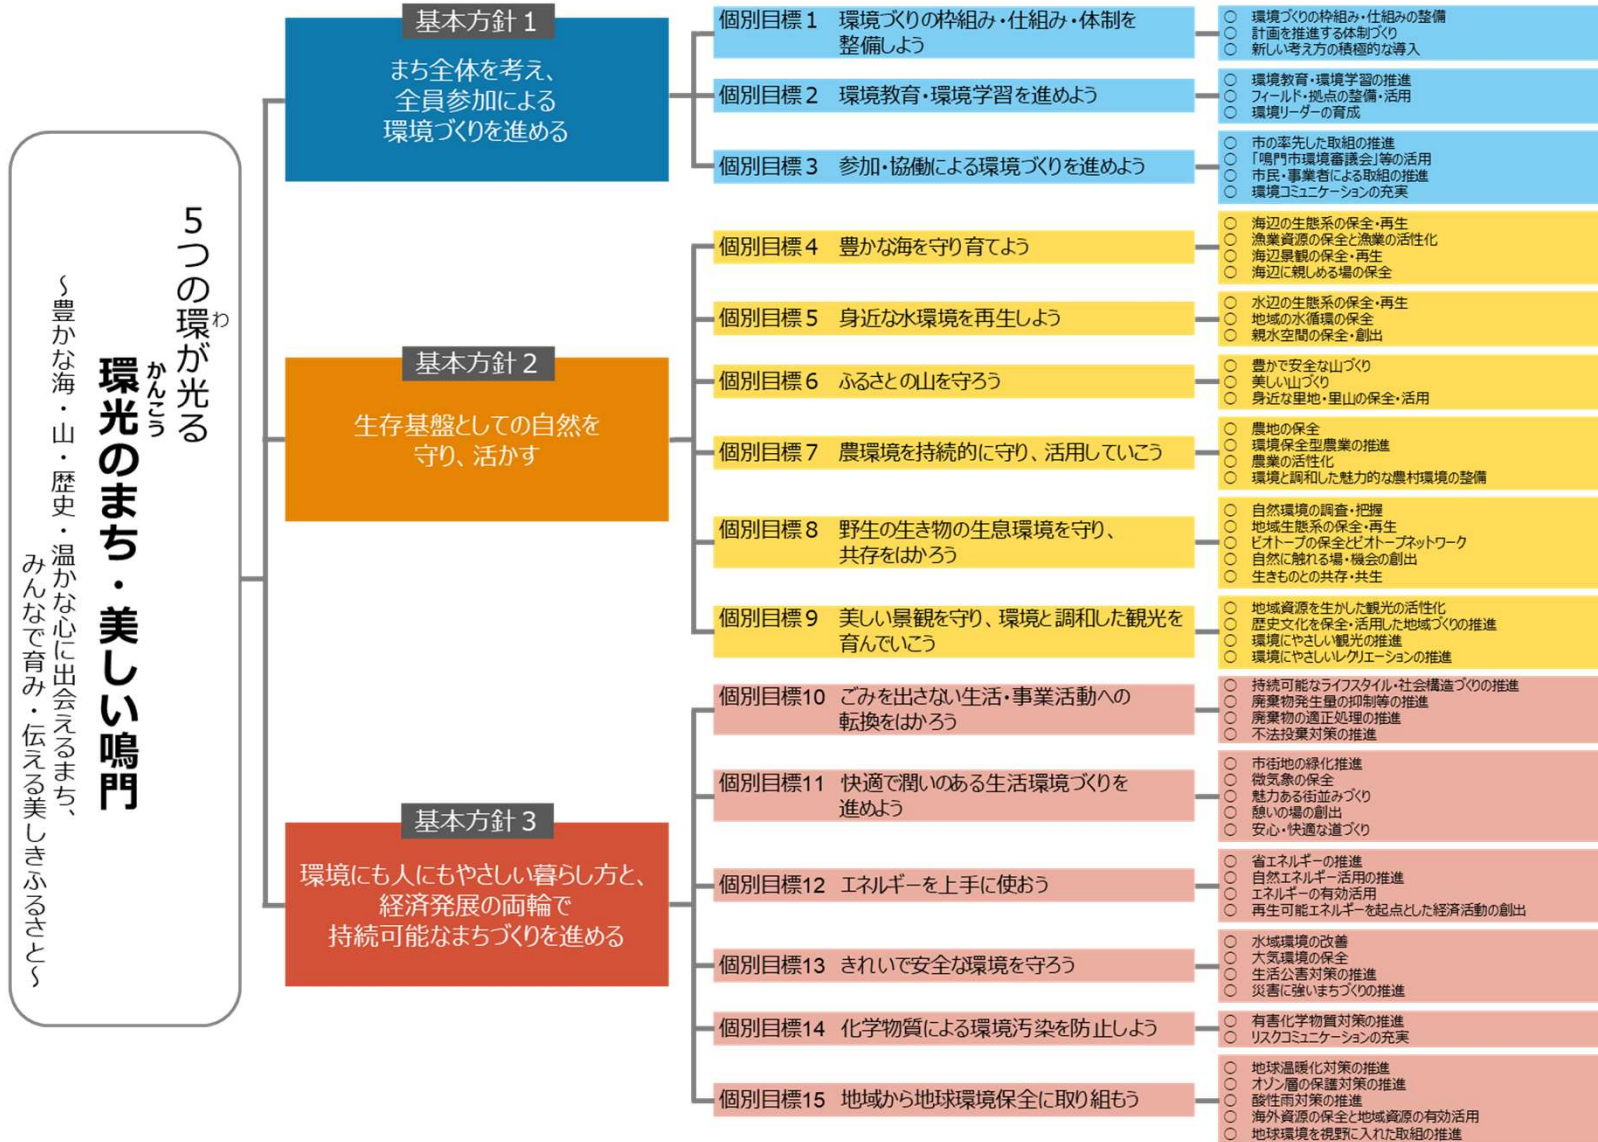 5つの環が光る
わ
環光のまち・美しい鳴門
かんこう
～豊かな海・山・歴史・温かな心に出会えるまち、
みんなで育み・伝える美しきふるさと～
基本方針1
まち全体を考え、
全員参加による
環境づくりを進める
個別目標1 環境づくりの枠組み・仕組み・体制を
整備しよう
○ 環境づくりの枠組み・仕組みの整備
○ 計画を推進する体制づくり
○ 新しい考え方の積極的な導入
個別目標2 環境教育・環境学習を進めよう
○ 環境教育・環境学習の推進
○ フィールド・拠点の整備・活用
○ 環境リーダーの育成
個別目標3 参加・協働による環境づくりを進めよう
○ 市の率先した取組の推進
○ 「鳴門市環境審議会」等の活用
○ 市民・事業者による取組の推進
○ 環境コミュニケーションの充実
基本方針2
生存基盤としての自然を
守り、活かす
個別目標4 豊かな海を守り育てよう
○ 海辺の生態系の保全・再生
○ 漁業資源の保全と漁業の活性化
○ 海辺景観の保全・再生
○ 海辺に親しめる場の保全
個別目標5 身近な水環境を再生しよう
○ 水辺の生態系の保全・再生
○ 地域の水循環の保全
○ 親水空間の保全・創出
個別目標6 ふるさとの山を守ろう
○ 豊かで安全な山づくり
○ 美しい山づくり
○ 身近な里地・里山の保全・活用
個別目標7 農環境を持続的に守り、活用していこう
○ 農地の保全
○ 環境保全型農業の推進
○ 農業の活性化
○ 環境と調和した魅力的な農村環境の整備
個別目標8 野生の生き物の生息環境を守り、
共存をはかろう
○ 自然環境の調査・把握
○ 地域生態系の保全・再生
○ ビオトープの保全とビオトープネットワーク
○ 自然に触れる場・機会の創出
○ 生きものとの共存・共生
個別目標9 美しい景観を守り、環境と調和した観光を
育んでいこう
○ 地域資源を生かした観光の活性化
○ 歴史文化を保全・活用した地域づくりの推進
○ 環境にやさしい観光の推進
○ 環境にやさしいレクリエーションの推進
基本方針3
環境にも人にもやさしい暮らし方と、
経済発展の両輪で
持続可能なまちづくりを進める
個別目標10 ごみを出さない生活・事業活動への
転換をはかろう
○ 持続可能なライフスタイル・社会構造づくりの推進
○ 廃棄物発生量の抑制等の推進
○ 廃棄物の適正処理の推進
○ 不法投棄対策の推進
個別目標11 快適で潤いのある生活環境づくりを
進めよう
○ 市街地の緑化推進
○ 微気象の保全
○ 魅力ある街並みづくり
○ 憩いの場の創出
○ 安心・快適な道づくり
個別目標12 エネルギーを上手に使おう
○ 省エネルギーの推進
○ 自然エネルギー活用の推進
○ エネルギーの有効活用
○ 再生可能エネルギーを起点とした経済活動の創出
個別目標13 きれいで安全な環境を守ろう
○ 水域環境の改善
○ 大気環境の保全
○ 生活公害対策の推進
○ 災害に強いまちづくりの推進
個別目標14 化学物質による環境汚染を防止しよう
○ 有害化学物質対策の推進
○ リスクコミュニケーションの充実
個別目標15 地域から地球環境保全に取り組もう
○ 地球温暖化対策の推進
○ オゾン層の保護対策の推進
○ 酸性雨対策の推進
○ 海外資源の保全と地域資源の有効活用
○ 地球環境を視野に入れた取組の推進